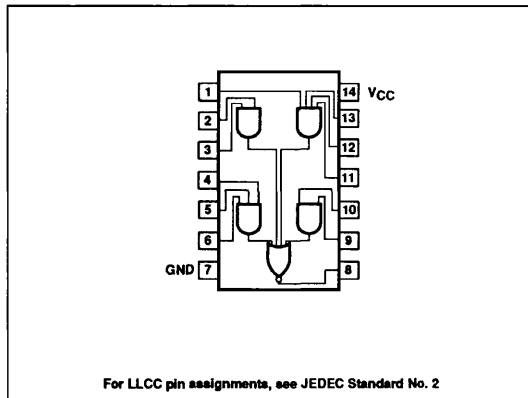 1 14 VCC
2 13
3 12
4 11
5 10
6 9
GND 7 8
For LLCC pin assignments, see JEDEC Standard No. 2